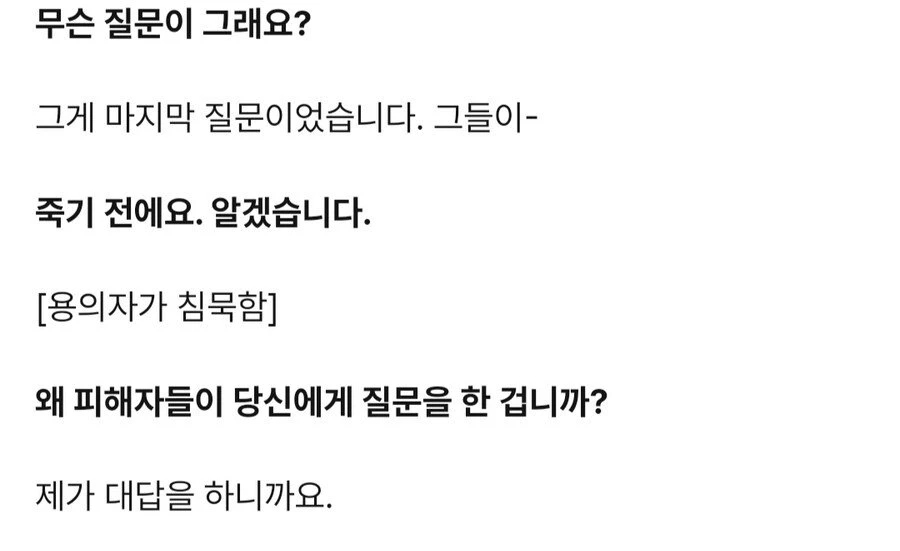 무슨 질문이 그래요?
그게 마지막 질문이었습니다. 그들이-
죽기 전에요. 알겠습니다.
[용의자가 침묵함]
왜 피해자들이 당신에게 질문을 한 겁니까?
제가 대답을 하니까요.